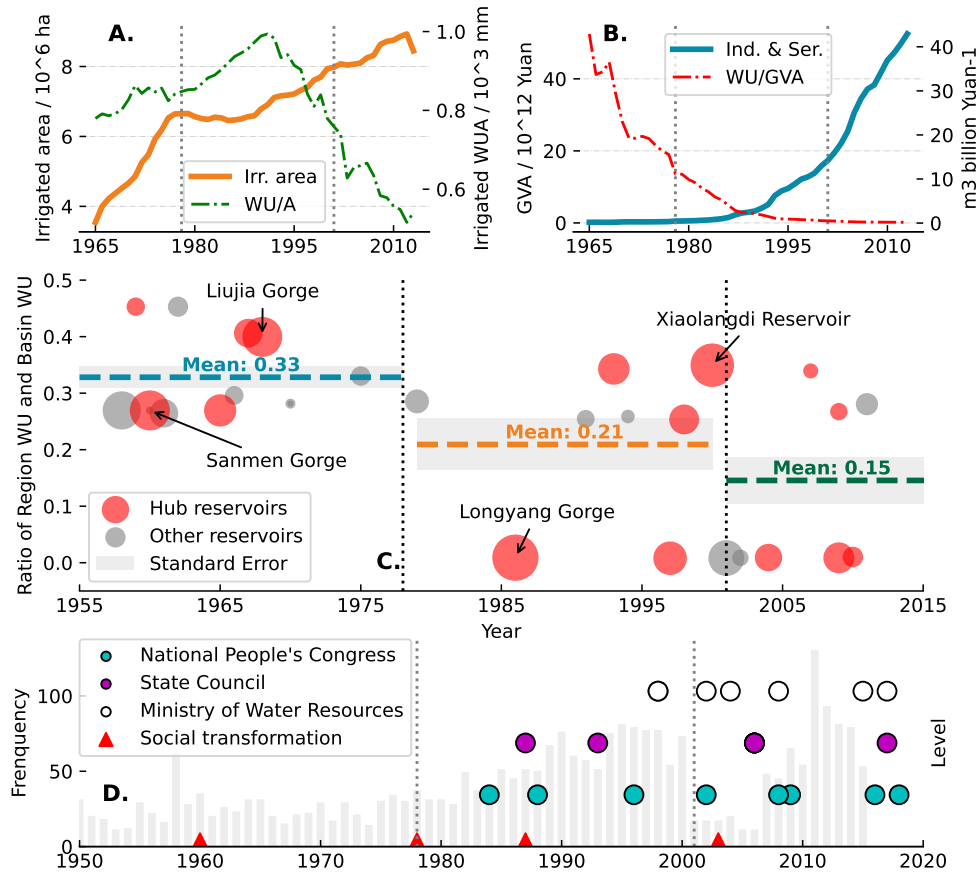 A.
Irrigated area / 10^6 ha
8
6
4
1.0
0.8
0.6
Irrigated WUA / 10^3 mm
Irr. area
WU/A
1965
1980
1995
2010
B.
GVA / 10^12 Yuan
40
20
0
40
30
20
10
0
m3 billion Yuan-1
Ind. & Ser.
WU/GVA
1965
1980
1995
2010
Ratio of Region WU and Basin WU
0.5
0.4
0.3
0.2
0.1
0.0
Liujia Gorge
Xiaolangdi Reservoir
Mean: 0.33
Mean: 0.21
Sanmen Gorge
Mean: 0.15
Longyang Gorge
Hub reservoirs
Other reservoirs
Standard Error
C.
1955
1965
1975
1985
1995
2005
2015
Year
National People's Congress
State Council
Ministry of Water Resources
Social transformation
Frenquency
100
50
0
D.
Level
1950
1960
1970
1980
1990
2000
2010
2020